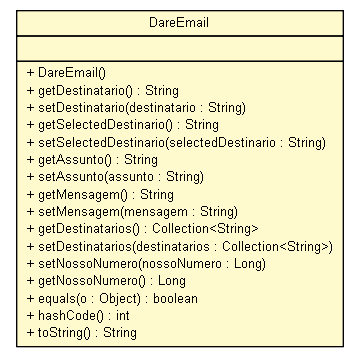 DareEmail
+ DareEmail()
+ getDestinatario() : String
+ setDestinatario(destinatario : String)
+ getSelectedDestinario() : String
+ setSelectedDestinario(selectedDestinario : String)
+ getAssunto() : String
+ setAssunto(assunto : String)
+ getMensagem() : String
+ setMensagem(mensagem : String)
+ getDestinatarios() : Collection<String>
+ setDestinatarios(destinatarios : Collection<String>)
+ setNossoNumero(nossoNumero : Long)
+ getNossoNumero() : Long
+ equals(o : Object) : boolean
+ hashCode() : int
+ toString() : String